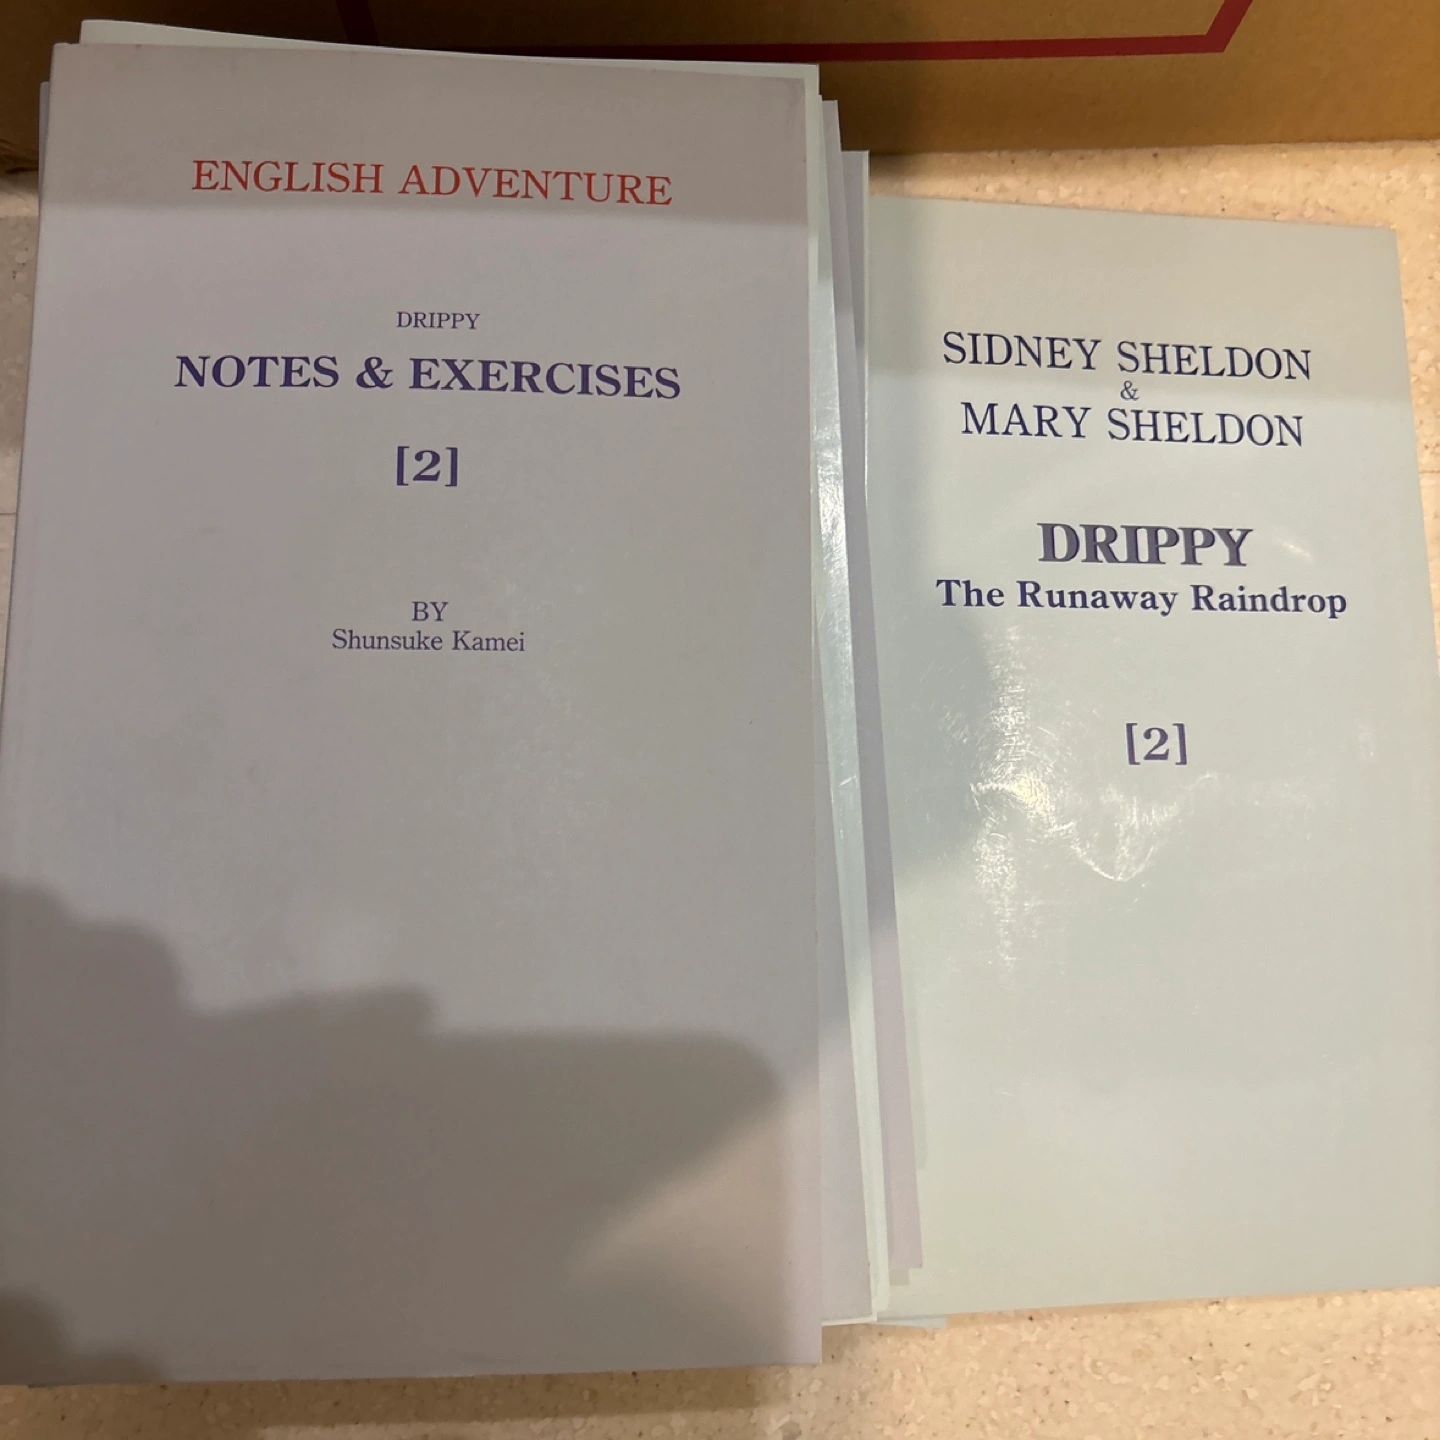 ENGLISH ADVENTURE
DRIPPY
NOTES & EXERCISES
[2]
BY
Shunsuke Kamei
SIDNEY SHELDON
&
MARY SHELDON
DRIPPY
The Runaway Raindrop
[2]